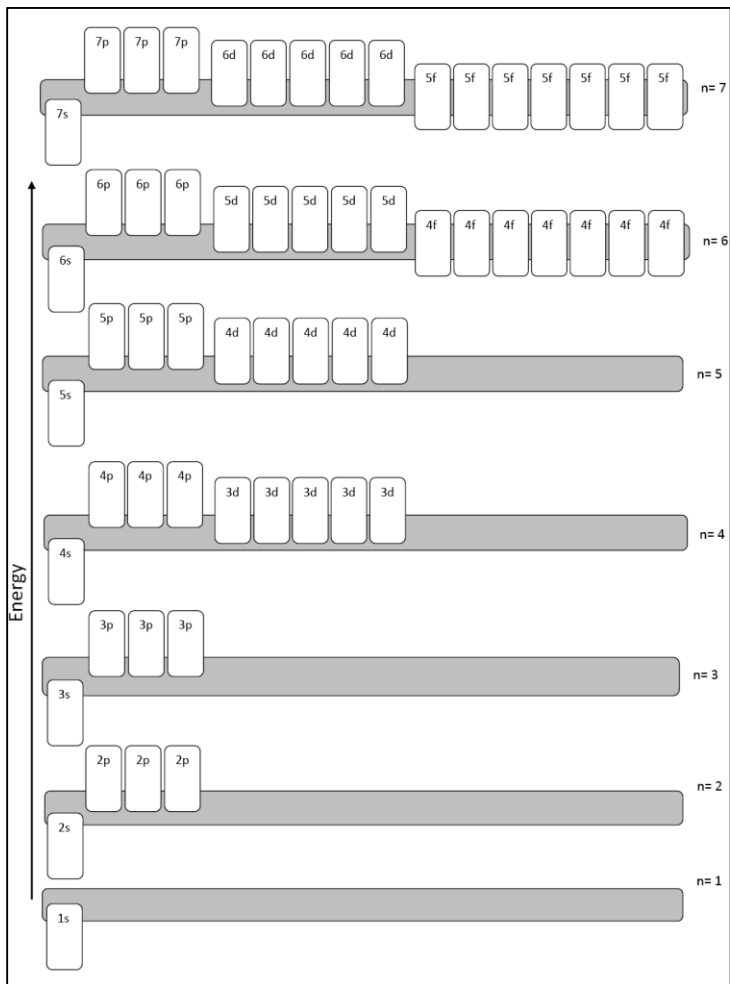 7p 7p 7p
6d 6d 6d 6d 6d
5f 5f 5f 5f 5f 5f 5f
n= 7
7s
6p 6p 6p
5d 5d 5d 5d 5d
4f 4f 4f 4f 4f 4f 4f
n= 6
6s
5p 5p 5p
4d 4d 4d 4d 4d
n= 5
5s
4p 4p 4p
3d 3d 3d 3d 3d
n= 4
4s
Energy
3p 3p 3p
n= 3
3s
2p 2p 2p
n= 2
2s
n= 1
1s